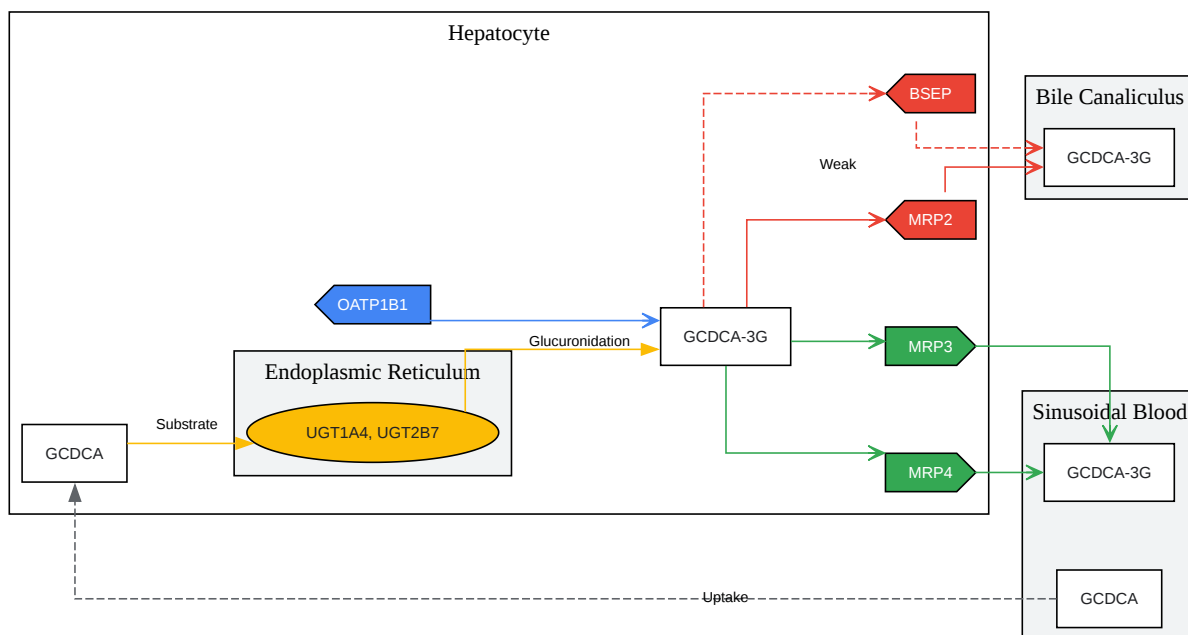 Hepatocyte
BSEP
Bile Canaliculus
GCDCA-3G
Weak
MRP2
OATP1B1
Glucuronidation
GCDCA-3G
MRP3
Endoplasmic Reticulum
Substrate
UGT1A4, UGT2B7
GCDCA
Sinusoidal Blood
GCDCA-3G
MRP4
Uptake
GCDCA